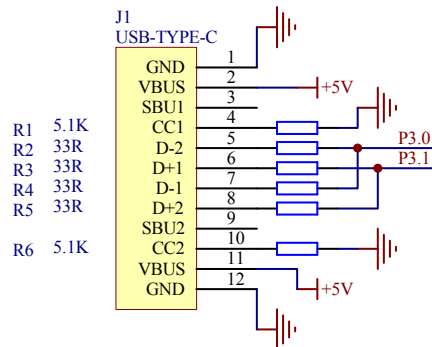 J1
USB-TYPE-C
GND 1
VBUS 2 +5V
SBU1 3
R1 5.1K CC1 4
R2 33R D-2 5 P3.0
R3 33R D+1 6 P3.1
R4 33R D-1 7
R5 33R D+2 8
SBU2 9
R6 5.1K CC2 10
VBUS 11 +5V
GND 12